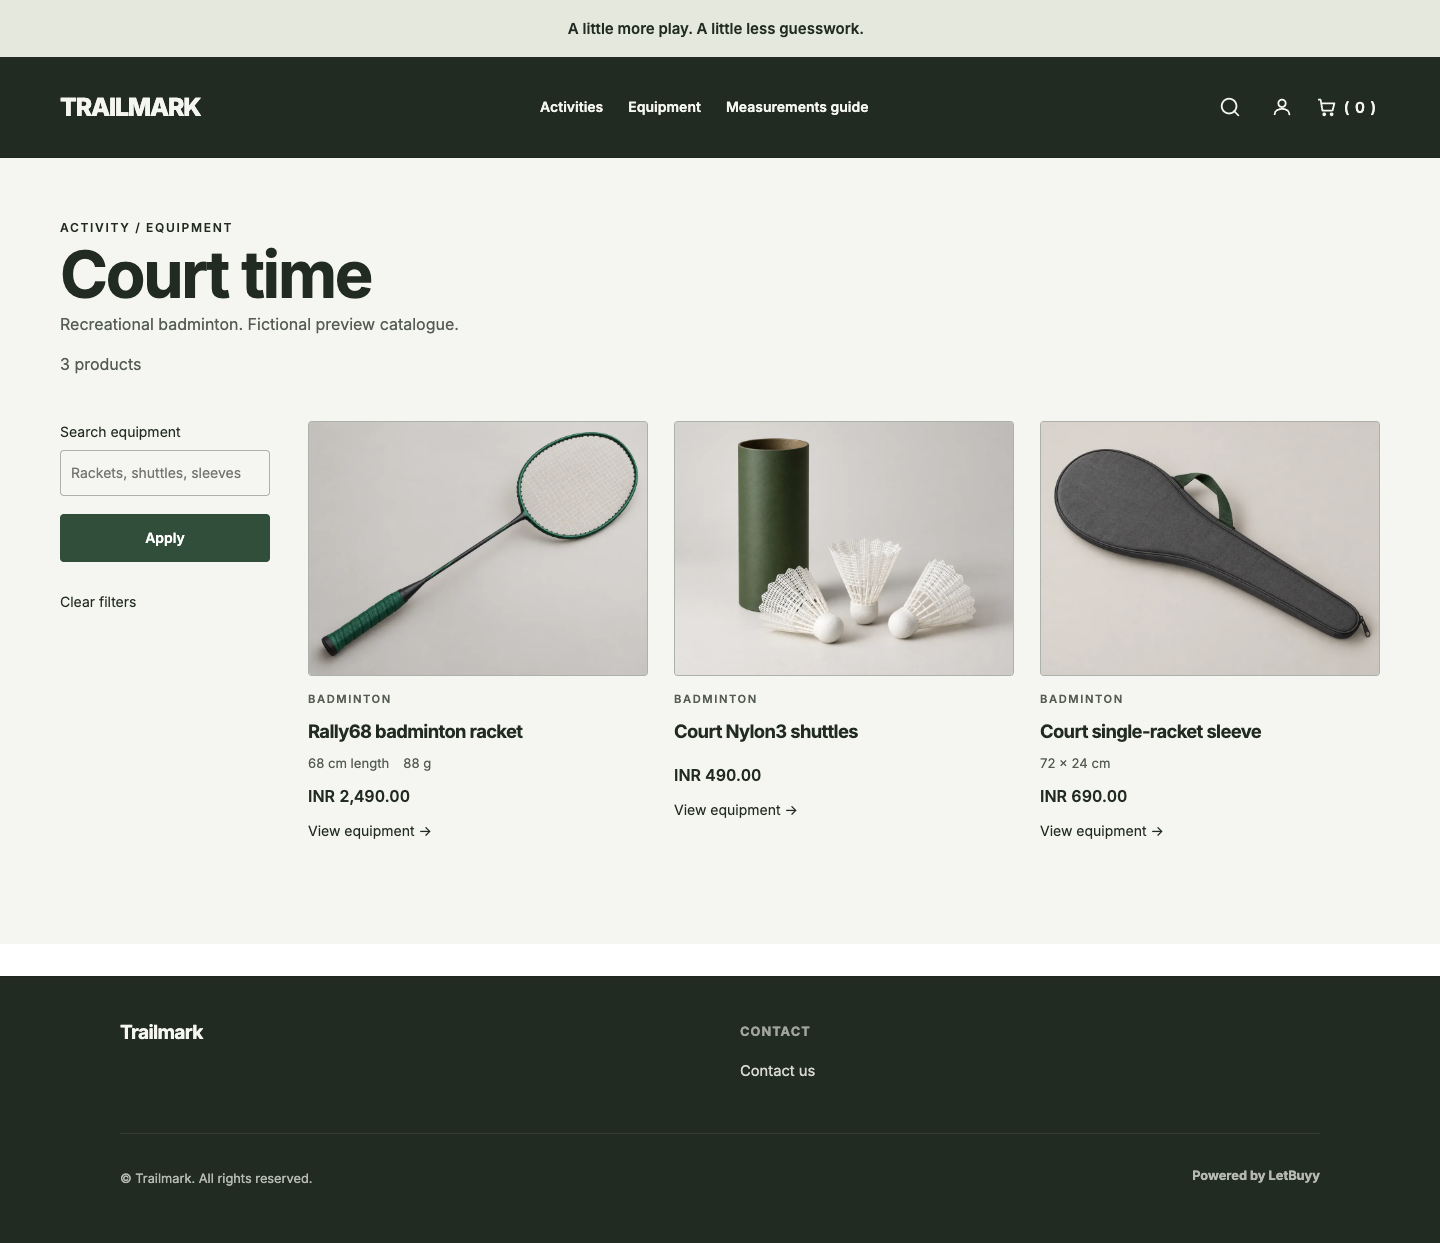 A little more play. A little less guesswork.
TRAILMARK
Activities Equipment Measurements guide
( 0 )
ACTIVITY / EQUIPMENT
Court time
Recreational badminton. Fictional preview catalogue.
3 products
Search equipment
Rackets, shuttles, sleeves
Apply
Clear filters
BADMINTON
Rally68 badminton racket
68 cm length 88 g
INR 2,490.00
View equipment →
BADMINTON
Court Nylon3 shuttles
INR 490.00
View equipment →
BADMINTON
Court single-racket sleeve
72 × 24 cm
INR 690.00
View equipment →
Trailmark
CONTACT
Contact us
© Trailmark. All rights reserved.
Powered by LetBuyy